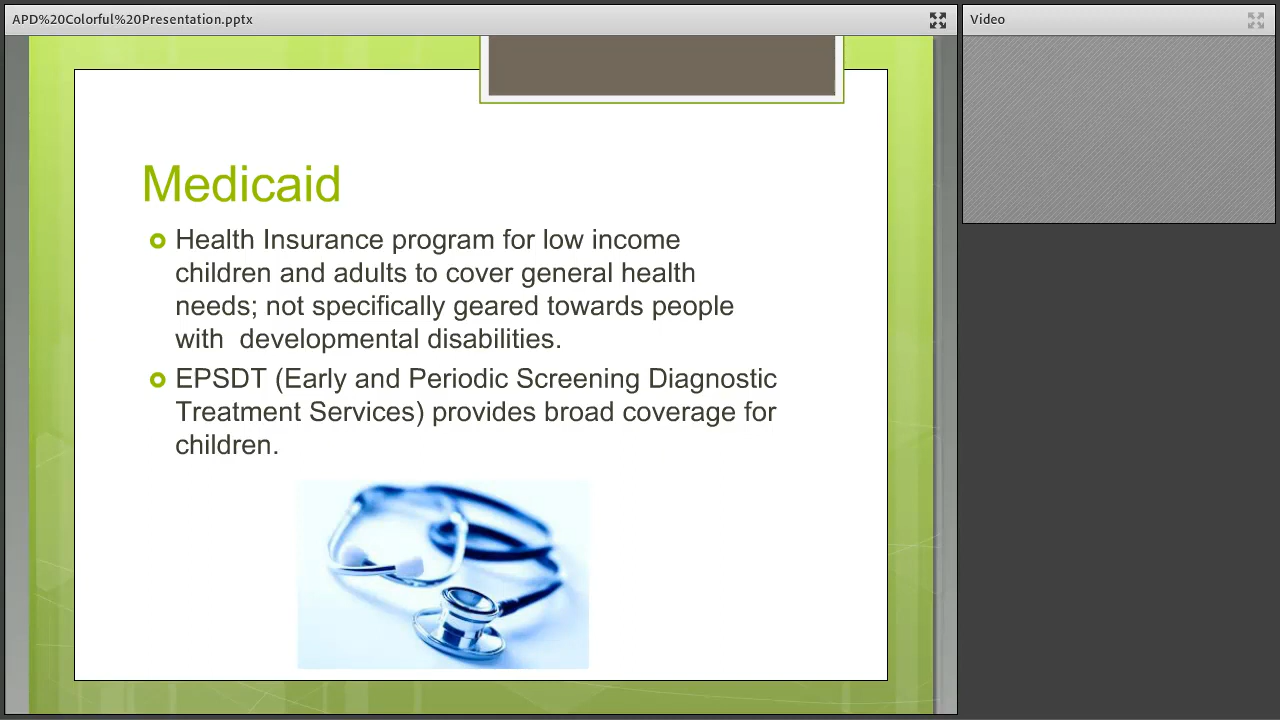 APD%20Colorful%20Presentation.pptx
Video
Medicaid
Health Insurance program for low income
children and adults to cover general health
needs; not specifically geared towards people
with  developmental disabilities.
EPSDT (Early and Periodic Screening Diagnostic
Treatment Services) provides broad coverage for
children.